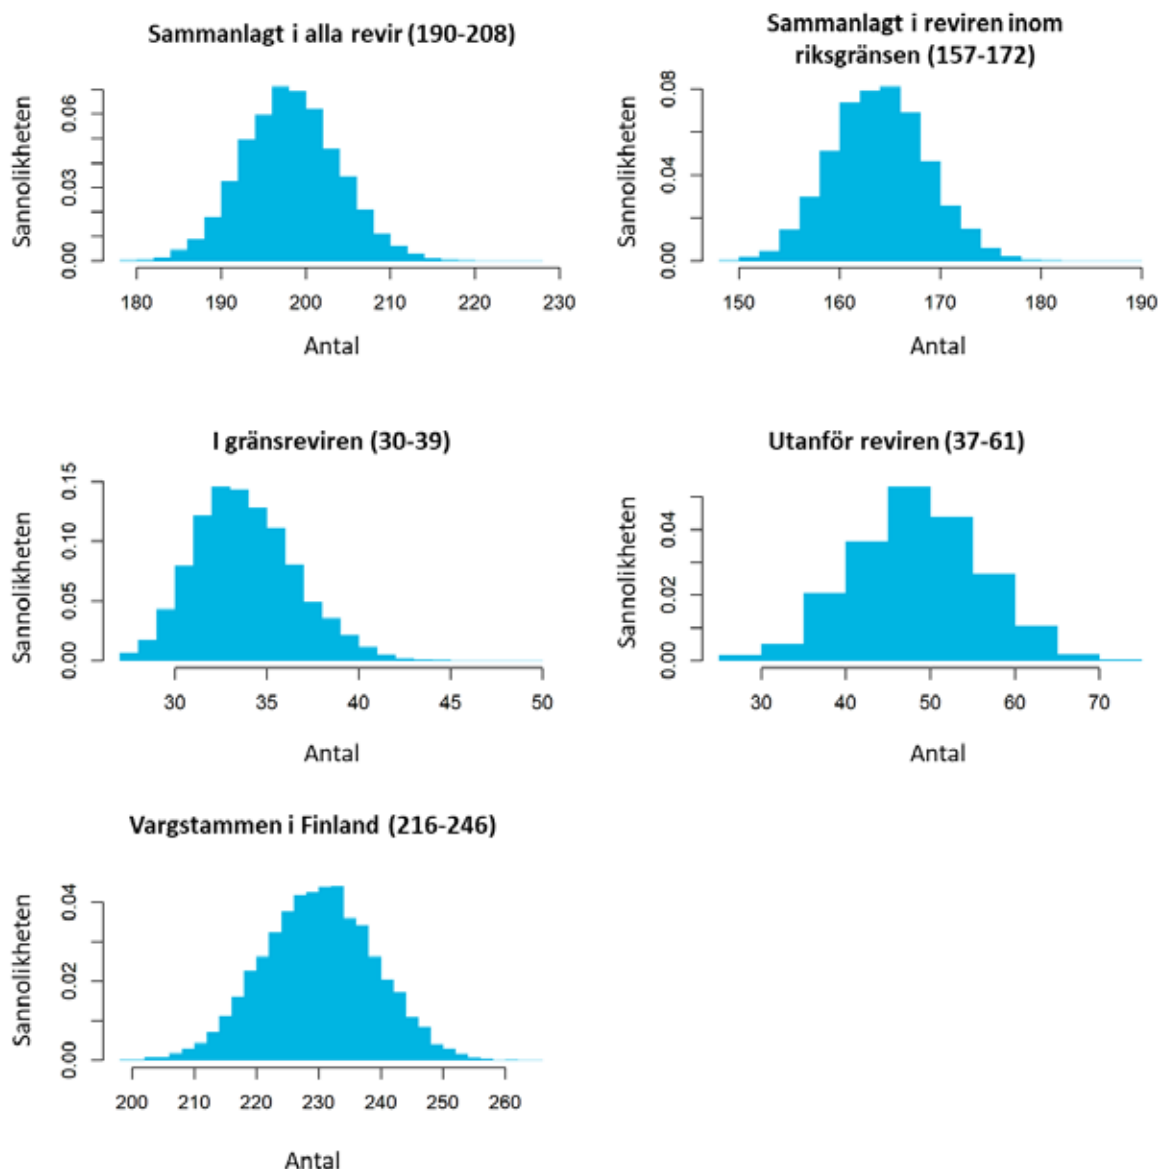 Sammanlagt i alla revir (190-208)
Sannolikheten
0.00 0.03 0.06
180 190 200 210 220 230
Antal
Sammanlagt i reviren inom
riksgränsen (157-172)
Sannolikheten
0.00 0.04 0.08
150 160 170 180 190
Antal
I gränsreviren (30-39)
Sannolikheten
0.00 0.05 0.10 0.15
30 35 40 45 50
Antal
Utanför reviren (37-61)
Sannolikheten
0.00 0.02 0.04
30 40 50 60 70
Antal
Vargstammen i Finland (216-246)
Sannolikheten
0.00 0.02 0.04
200 210 220 230 240 250 260
Antal